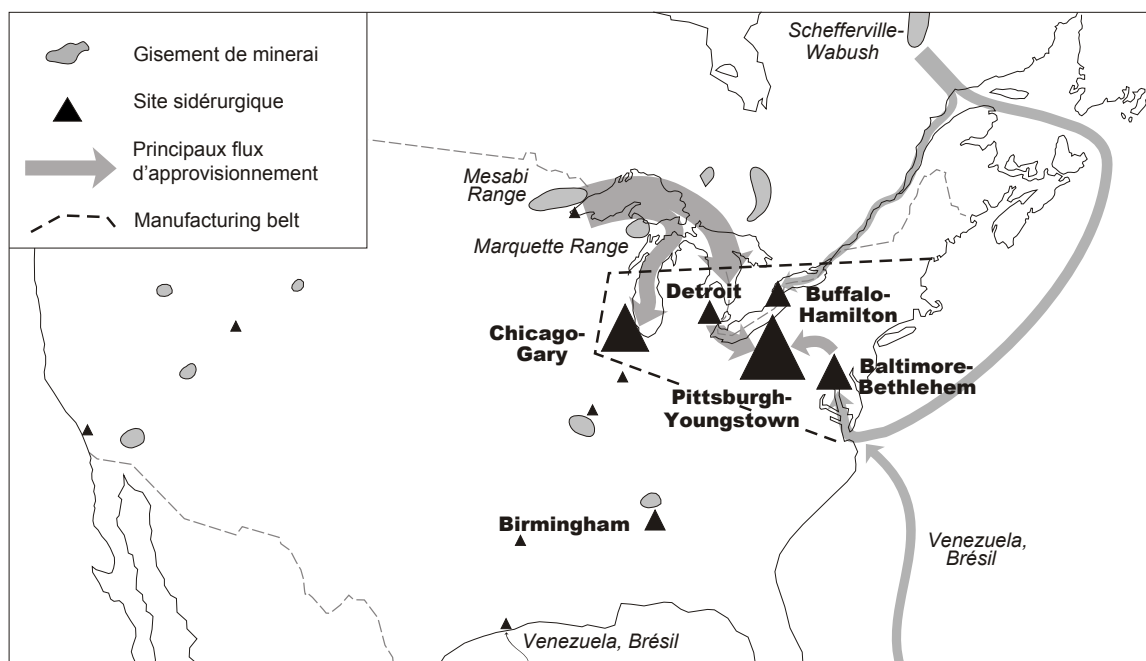 Gisement de minerai
Site sidérurgique
Principaux flux
d'approvisionnement
Manufacturing belt
Schefferville-
Wabush
Mesabi
Range
Marquette Range
Detroit
Buffalo-
Hamilton
Chicago-
Gary
Baltimore-
Bethlehem
Pittsburgh-
Youngstown
Birmingham
Venezuela,
Brésil
Venezuela, Brésil